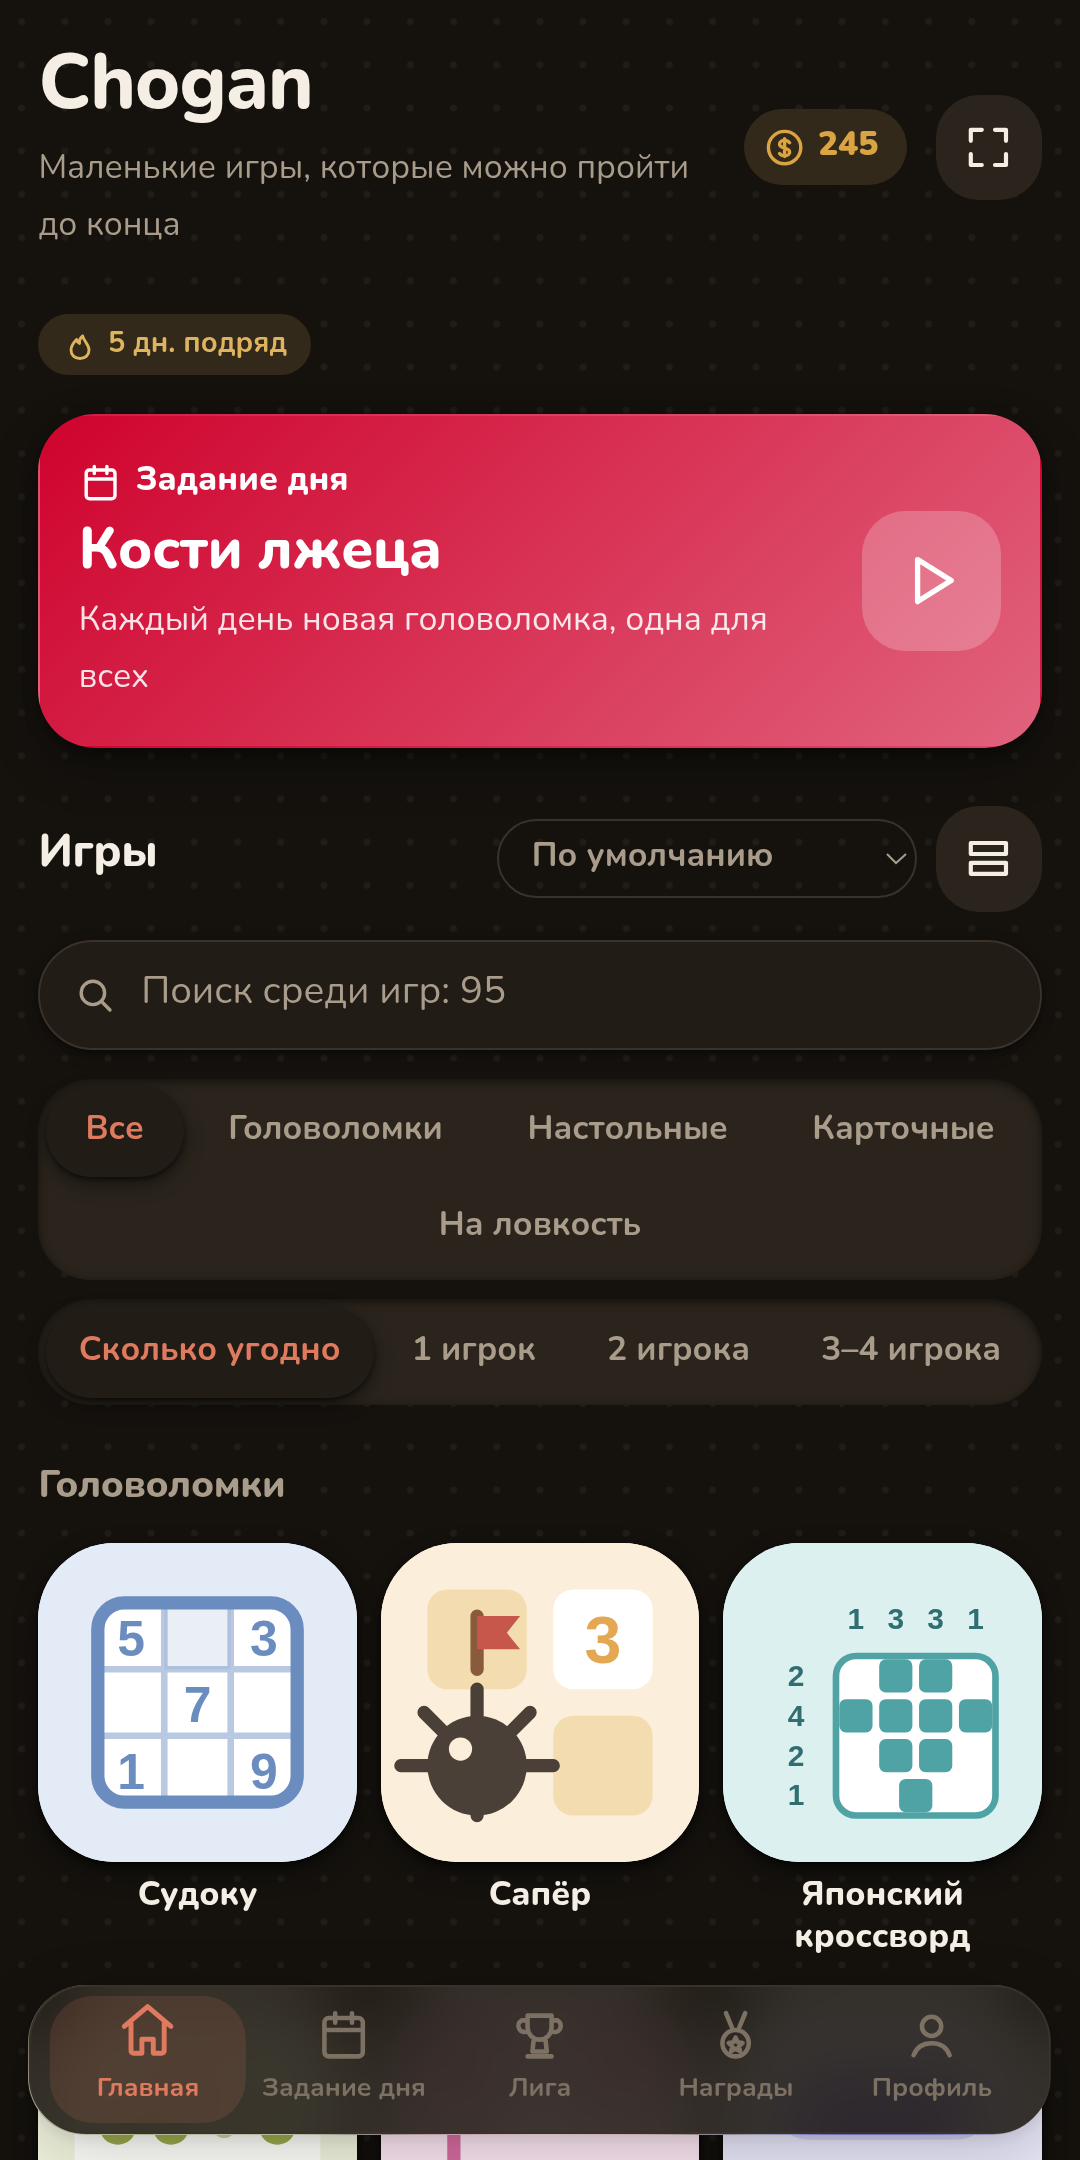 Chogan
Маленькие игры, которые можно пройти
до конца
245
5 дн. подряд
Задание дня
Кости лжеца
Каждый день новая головоломка, одна для
всех
Игры
По умолчанию
Поиск среди игр: 95
Все Головоломки Настольные Карточные
На ловкость
Сколько угодно 1 игрок 2 игрока 3–4 игрока
Головоломки
5 3
7
1 9
3
1 3 3 1
2
4
2
1
Судоку
Сапёр
Японский
кроссворд
Главная Задание дня Лига Награды Профиль